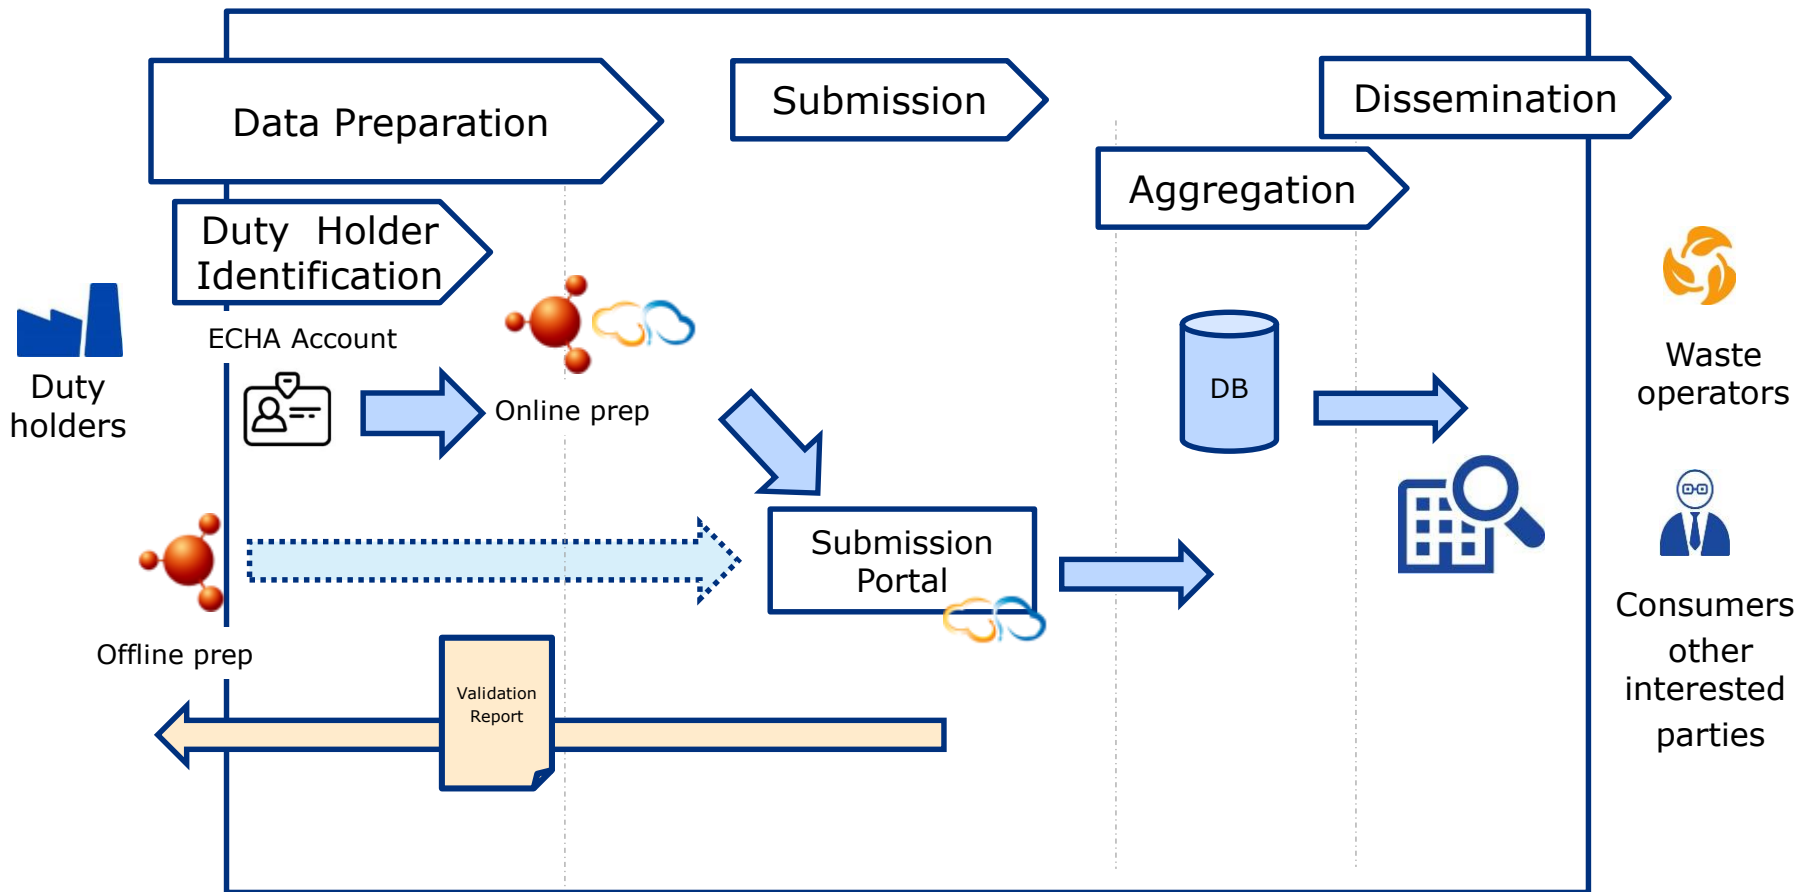 Data Preparation
Submission
Dissemination
Aggregation
Duty Holder
Identification
ECHA Account
Duty
holders
Online prep
DB
Waste
operators
Submission
Portal
Offline prep
Validation
Report
Consumers
other
interested
parties